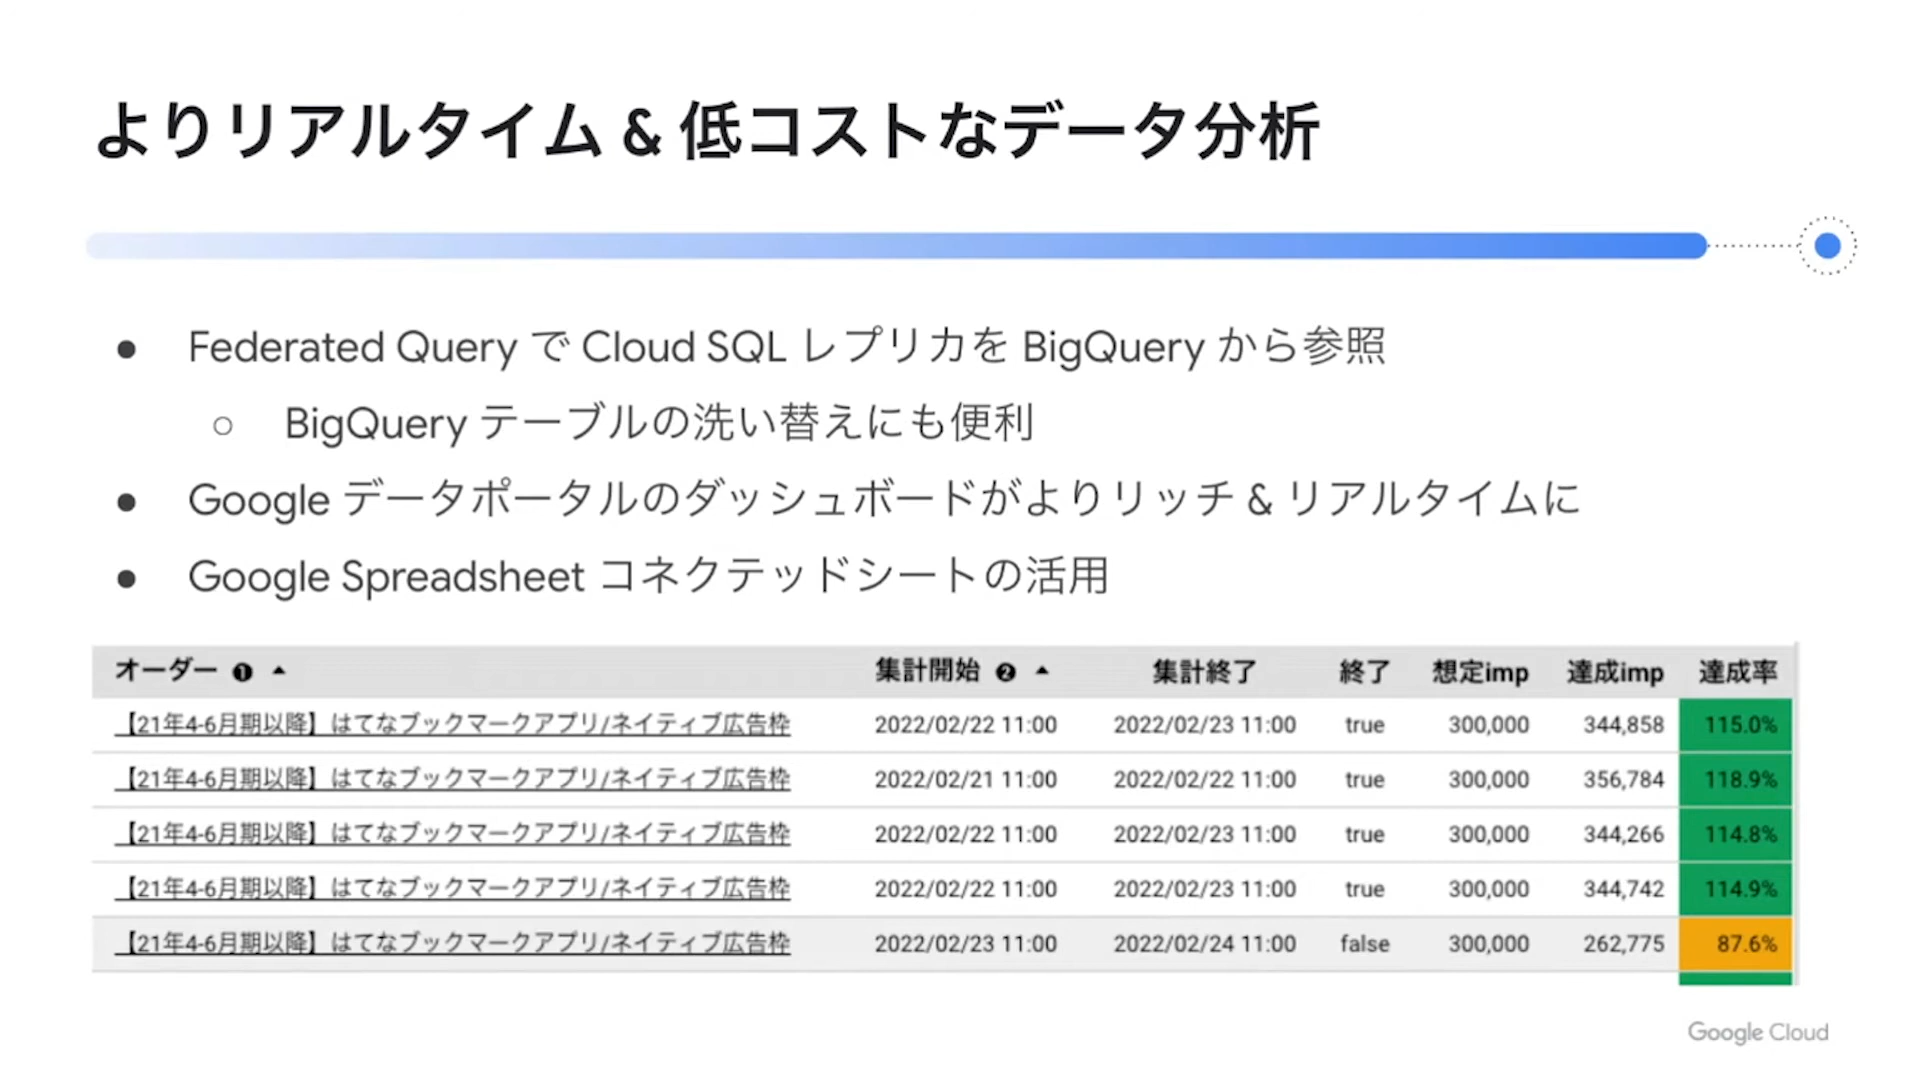 よりリアルタイム & 低コストなデータ分析
● Federated Query で Cloud SQL レプリカを BigQuery から参照
○ BigQuery テーブルの洗い替えにも便利
● Google データポータルのダッシュボードがよりリッチ & リアルタイムに
● Google Spreadsheet コネクテッドシートの活用
オーダー ❶ ▲ 集計開始 ❷ ▲ 集計終了 終了 想定imp 達成imp 達成率
【21年4-6月期以降】はてなブックマークアプリ/ネイティブ広告枠 2022/02/22 11:00 2022/02/23 11:00 true 300,000 344,858 115.0%
【21年4-6月期以降】はてなブックマークアプリ/ネイティブ広告枠 2022/02/21 11:00 2022/02/22 11:00 true 300,000 356,784 118.9%
【21年4-6月期以降】はてなブックマークアプリ/ネイティブ広告枠 2022/02/22 11:00 2022/02/23 11:00 true 300,000 344,266 114.8%
【21年4-6月期以降】はてなブックマークアプリ/ネイティブ広告枠 2022/02/22 11:00 2022/02/23 11:00 true 300,000 344,742 114.9%
【21年4-6月期以降】はてなブックマークアプリ/ネイティブ広告枠 2022/02/23 11:00 2022/02/24 11:00 false 300,000 262,775 87.6%
Google Cloud